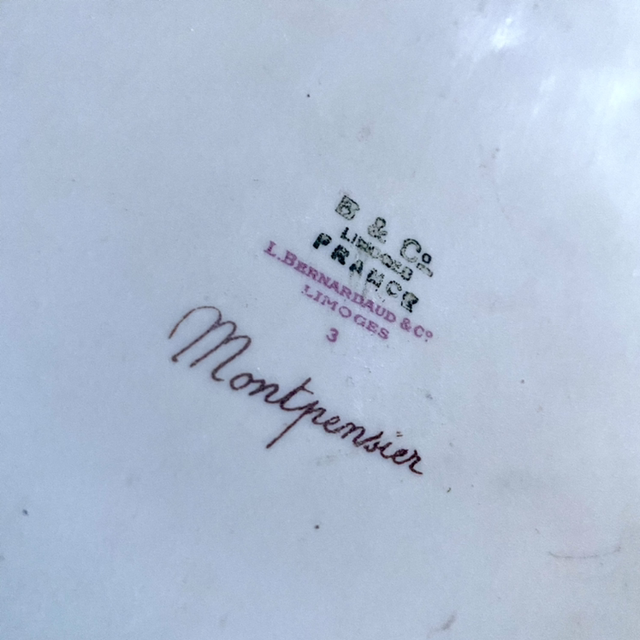 B & Co
LIMOGES
FRANCE
L. BERNARDAUD & Co
LIMOGES
3
Montpensier